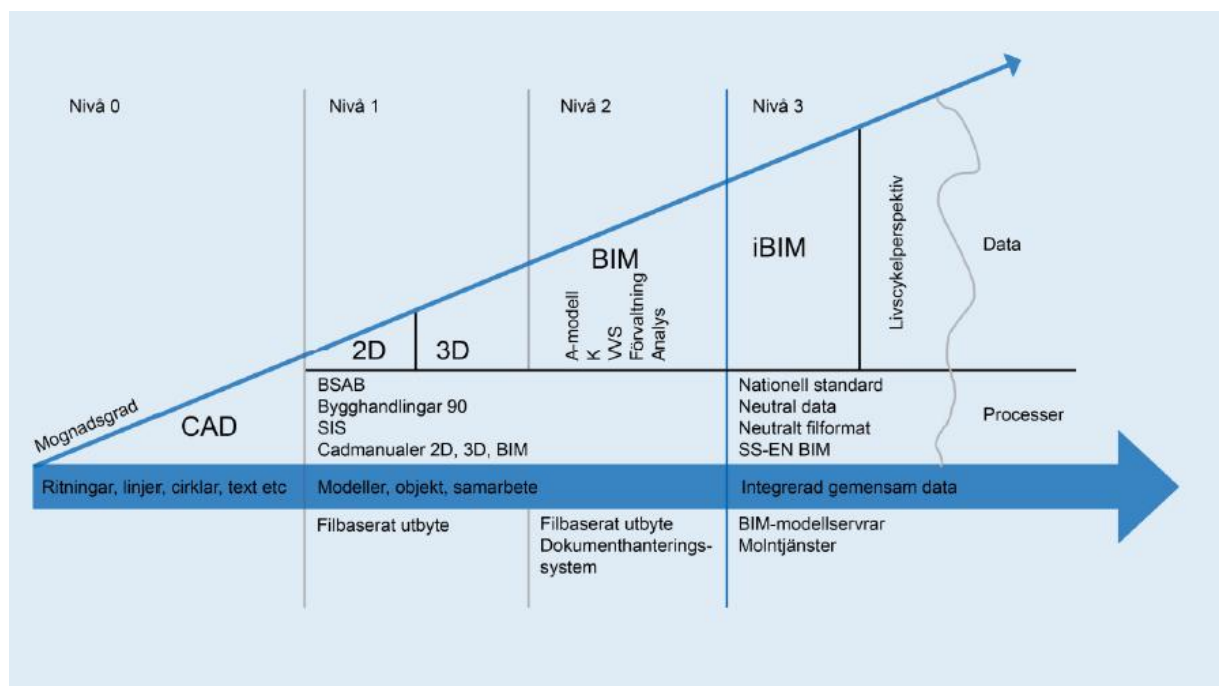 Nivå 0
Nivå 1
Nivå 2
Nivå 3
Mognadsgrad
CAD
2D
3D
BIM
A-modell
K
VVS
Förvaltning
Analys
iBIM
Livscykelperspektiv
Data
BSAB
Bygghandlingar 90
SIS
Cadmanualer 2D, 3D, BIM
Nationell standard
Neutral data
Neutralt filformat
SS-EN BIM
Processer
Ritningar, linjer, cirklar, text etc
Modeller, objekt, samarbete
Integrerad gemensam data
Filbaserat utbyte
Filbaserat utbyte
Dokumenthanterings-
system
BIM-modellservrar
Molntjänster